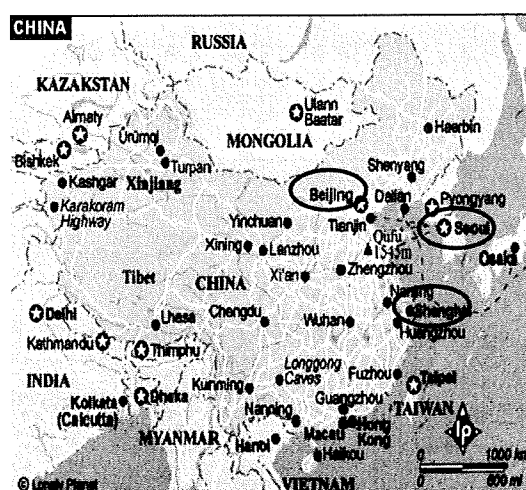 CHINA
RUSSIA
KAZAKSTAN
Almaty
Ulaan
Baatar
Haerbin
Bishkek
Ürümqi
MONGOLIA
Turpan
Shenyang
Kashgar
Xinjiang
Beijing
Dalian
Pyongyang
Karakoram
Highway
Yinchuan
Tianjin
Seoul
Qufu
1545m
Xining
Lanzhou
Osaka
Zhengzhou
Tibet
CHINA
Xi'an
Nanjing
Shanghai
Delhi
Lhasa
Chengdu
Wuhan
Huangzhou
Kathmandu
Thimphu
Longgong
Caves
Fuzhou
Taipei
INDIA
Dhaka
Kunming
Guangzhou
TAIWAN
Kolkata
(Calcutta)
Nanning
Hong
Kong
MYANMAR
Hanoi
Macau
Haikou
0 1000 km
0 600 mi
© Lonely Planet
VIETNAM